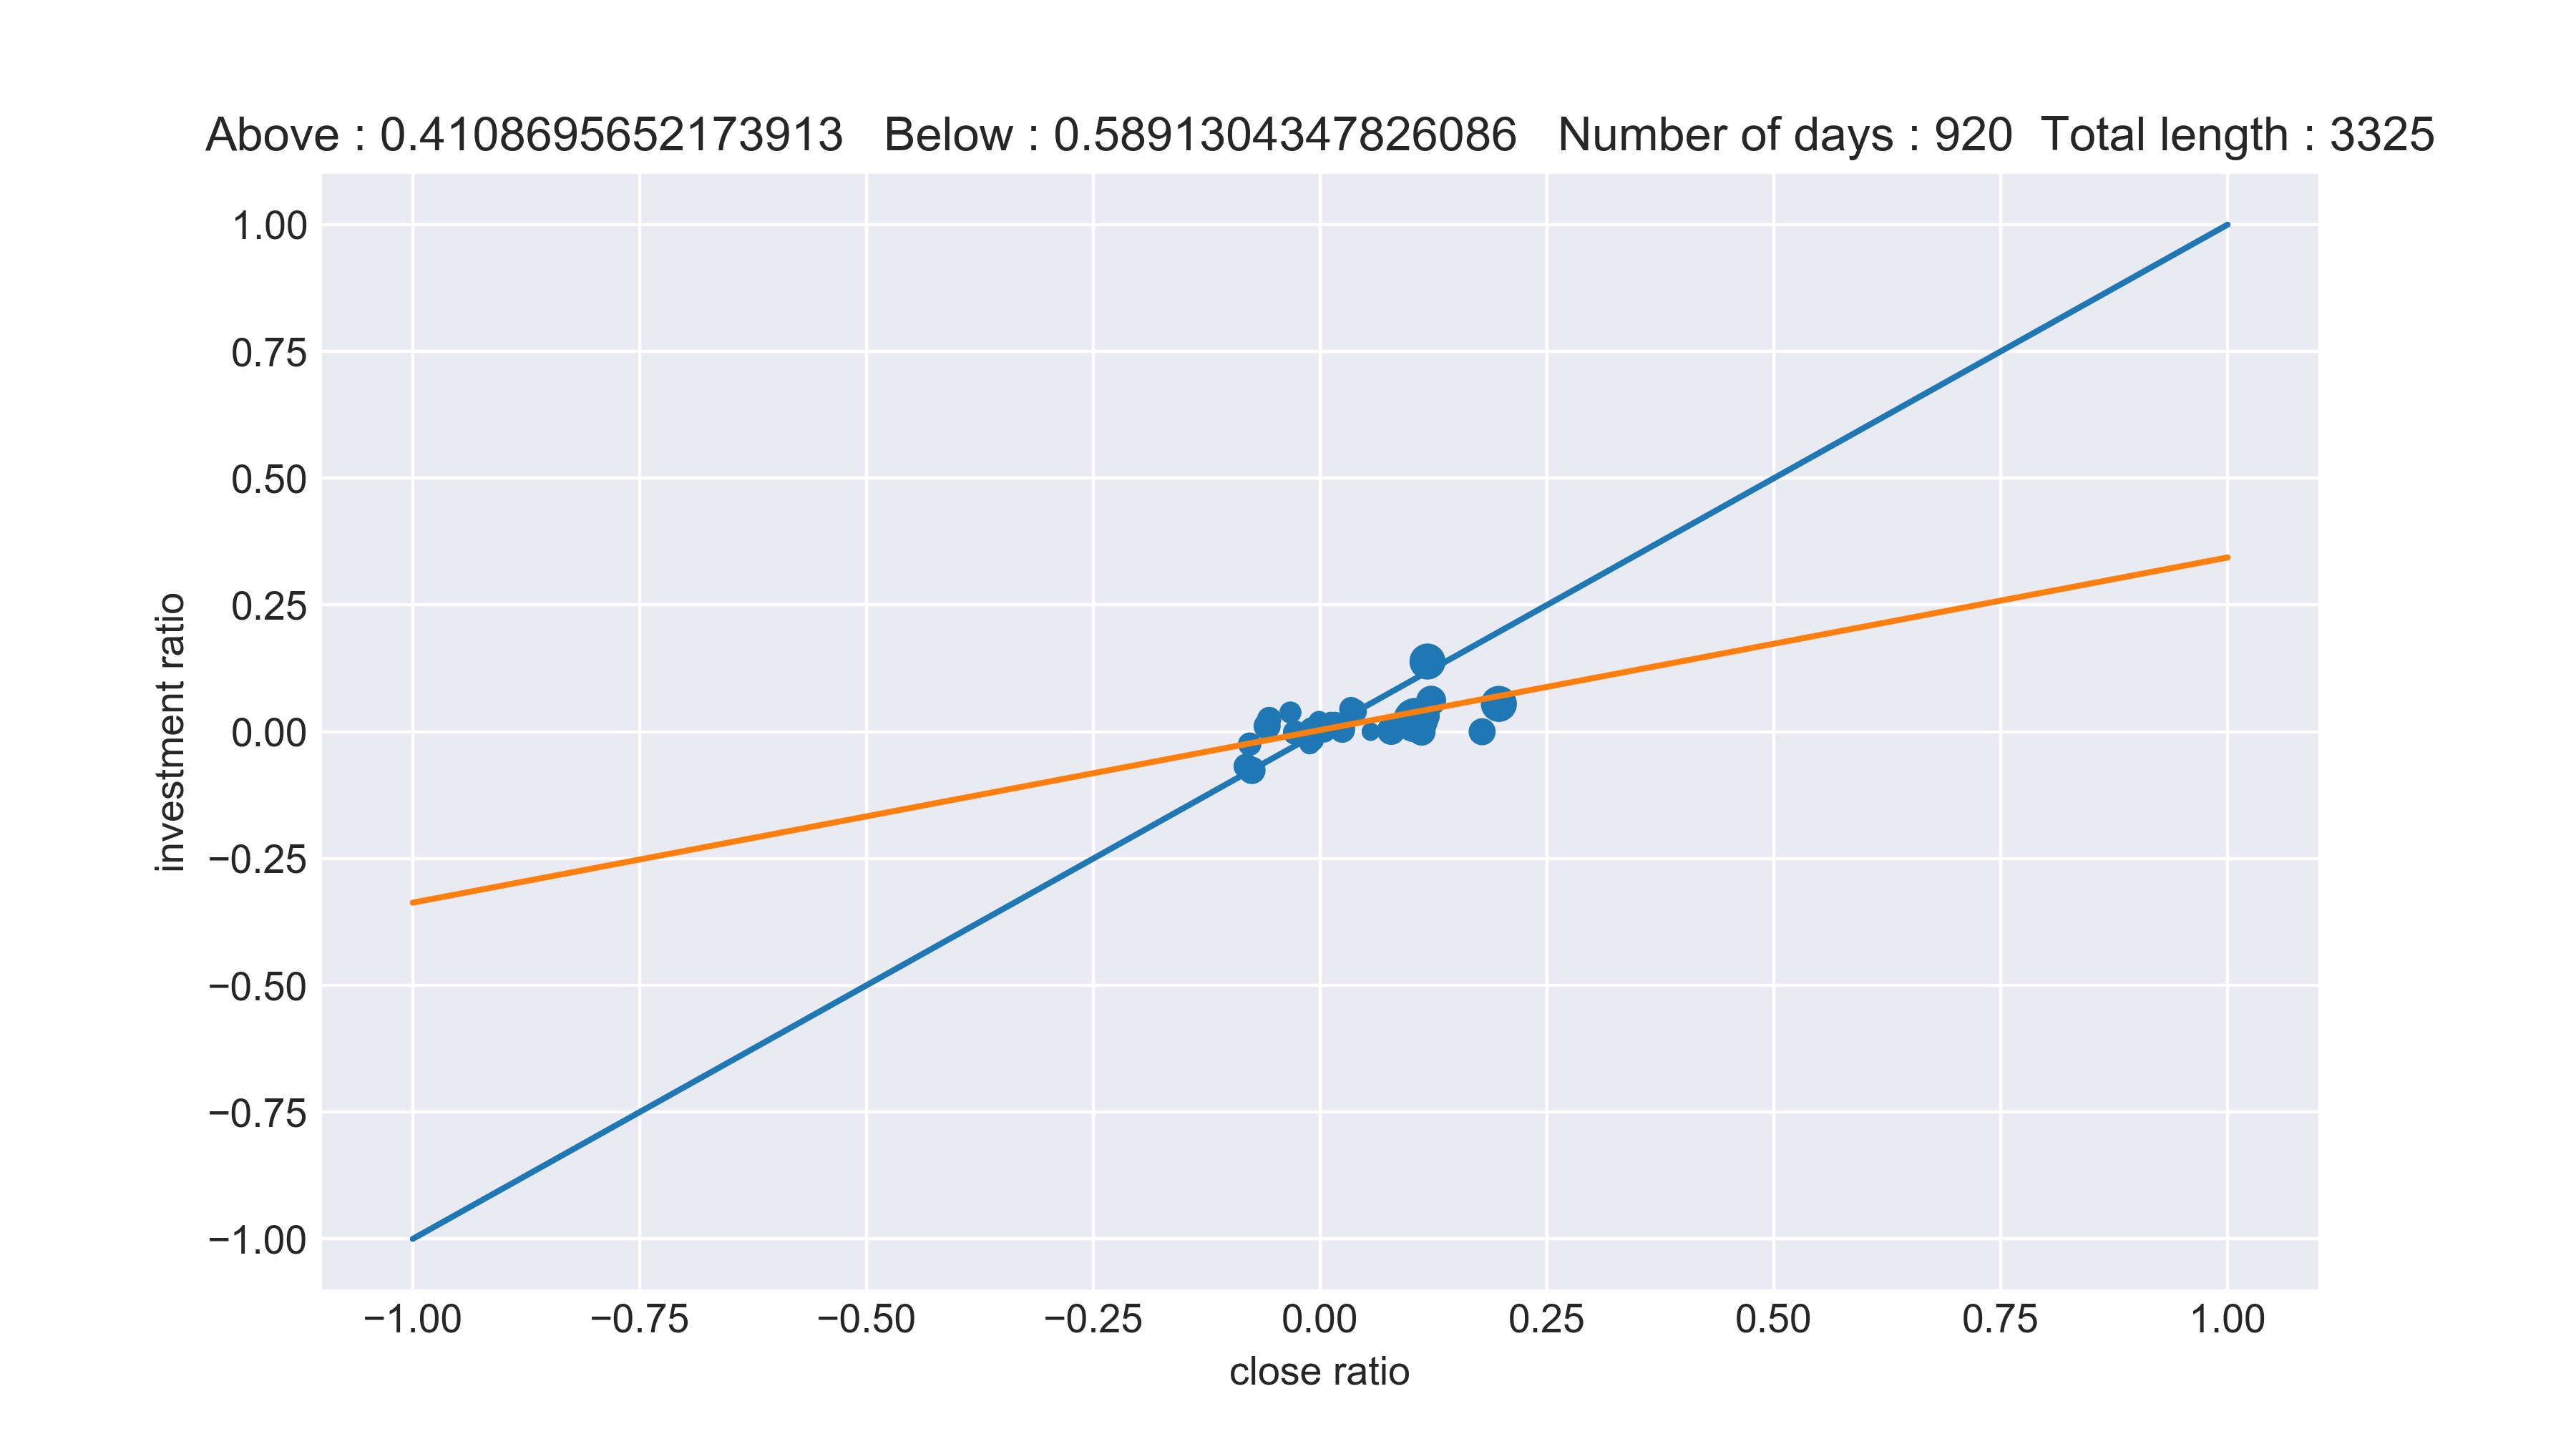 Above : 0.4108695652173913 Below : 0.5891304347826086 Number of days : 920 Total length : 3325
1.00
0.75
0.50
0.25
0.00
−0.25
−0.50
−0.75
−1.00
investment ratio
−1.00 −0.75 −0.50 −0.25 0.00 0.25 0.50 0.75 1.00
close ratio